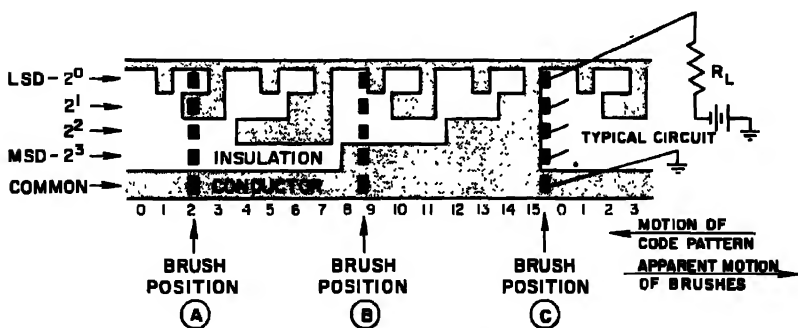 LSD-2⁰
2¹
2²
MSD-2³
COMMON
INSULATION
CONDUCTOR
TYPICAL CIRCUIT
R_L
0 1 2 3 4 5 6 7 8 9 10 11 12 13 14 15 0 1 2 3
BRUSH POSITION A
BRUSH POSITION B
BRUSH POSITION C
MOTION OF CODE PATTERN
APPARENT MOTION OF BRUSHES